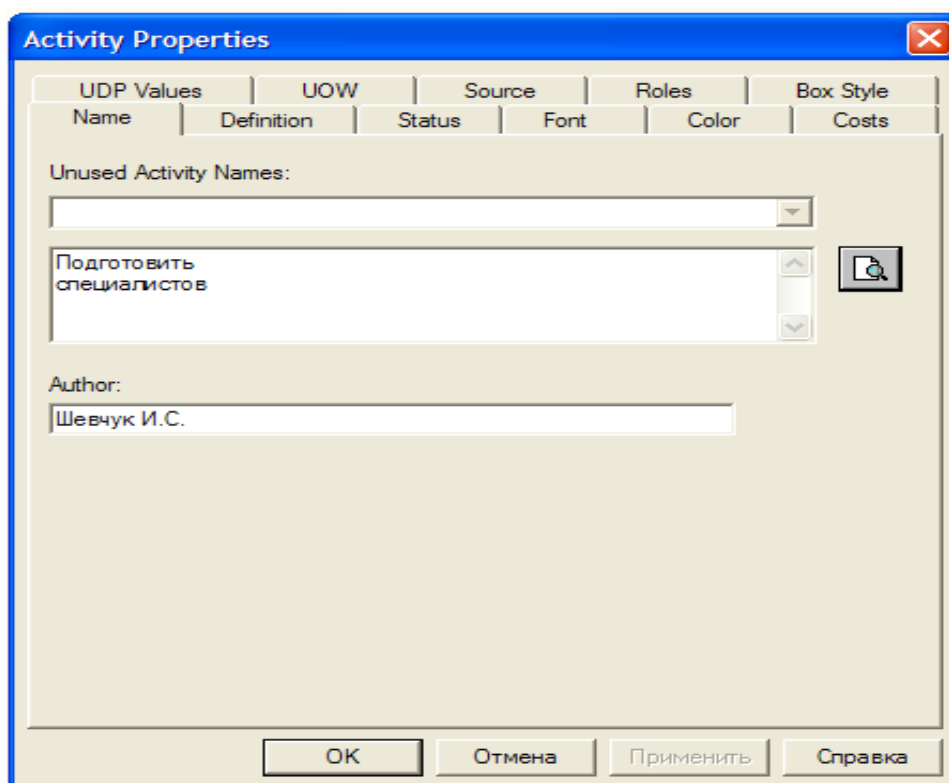 Activity Properties
UDP Values UOW Source Roles Box Style
Name Definition Status Font Color Costs
Unused Activity Names:
Подготовить
специалистов
Author:
Шевчук И.С.
OK Отмена Применить Справка